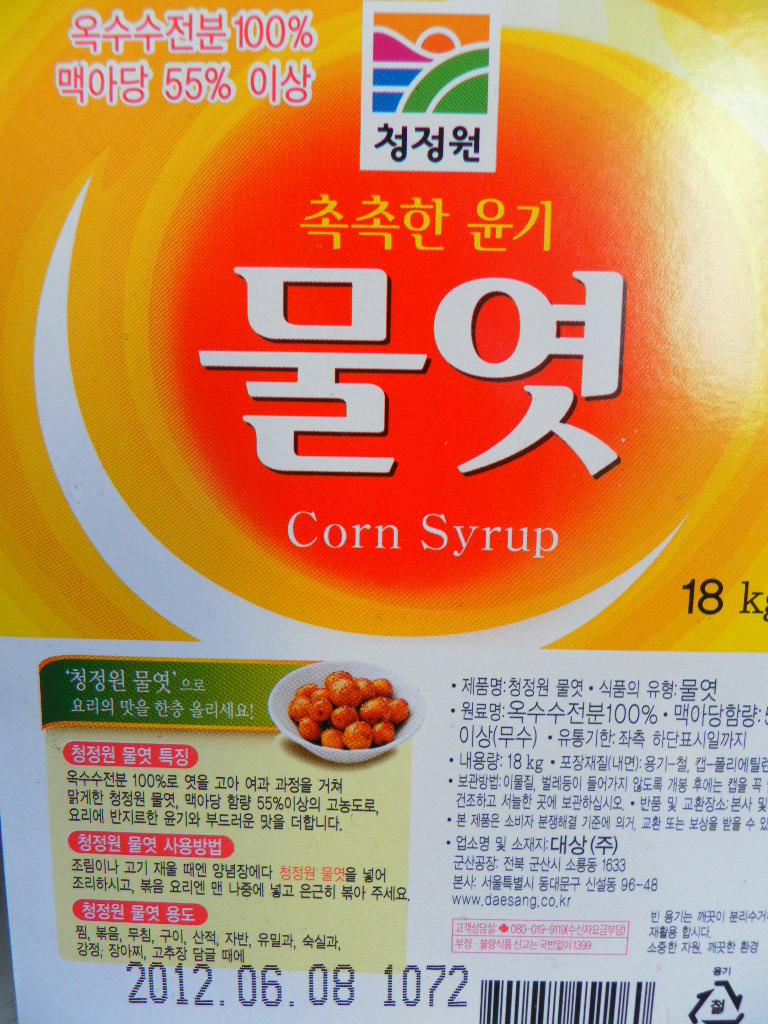 옥수수전분 100%
맥아당 55% 이상
청정원
촉촉한 윤기
물엿
Corn Syrup
18 kg
'청정원 물엿'으로
요리의 맛을 한층 올리세요!
청정원 물엿 특징
옥수수전분 100%로 엿을 고아 여과 과정을 거쳐
맑게한 청정원 물엿, 맥아당 함량 55%이상의 고농도로,
요리에 반지르한 윤기와 부드러운 맛을 더합니다.
청정원 물엿 사용방법
조림이나 고기 재울 때엔 양념장에다 청정원 물엿을 넣어
조리하시고, 볶음 요리엔 맨 나중에 넣고 은근히 볶아 주세요.
청정원 물엿 용도
찜, 볶음, 무침, 구이, 산적, 자반, 유밀과, 숙실과,
강정, 장아찌, 고추장 담글 때에
2012.06.08 1072
• 제품명: 청정원 물엿 • 식품의 유형: 물엿
• 원료명: 옥수수전분100% • 맥아당함량:
이상(무수) • 유통기한: 좌측 하단표시일까지
• 내용량: 18 kg • 포장재질(내면): 용기-철, 캡-폴리에틸렌
• 보관방법: 이물질, 벌레등이 들어가지 않도록 개봉 후에는 캡을 꼭
건조하고 서늘한 곳에 보관하십시오. • 반품 및 교환장소: 본사 및
• 본 제품은 소비자 분쟁해결 기준에 의거, 교환 또는 보상을 받을 수 있
• 업소명 및 소재지: 대상(주)
군산공장: 전북 군산시 소룡동 1633
본사: 서울특별시 동대문구 신설동 96-48
www.daesang.co.kr
고객상담실: 080-019-9119(수신자요금부담)
부정·불량식품 신고는 국번없이 1399
빈 용기는 깨끗이 분리수거하
재활용 합시다.
소중한 자원, 깨끗한 환경
용기
철